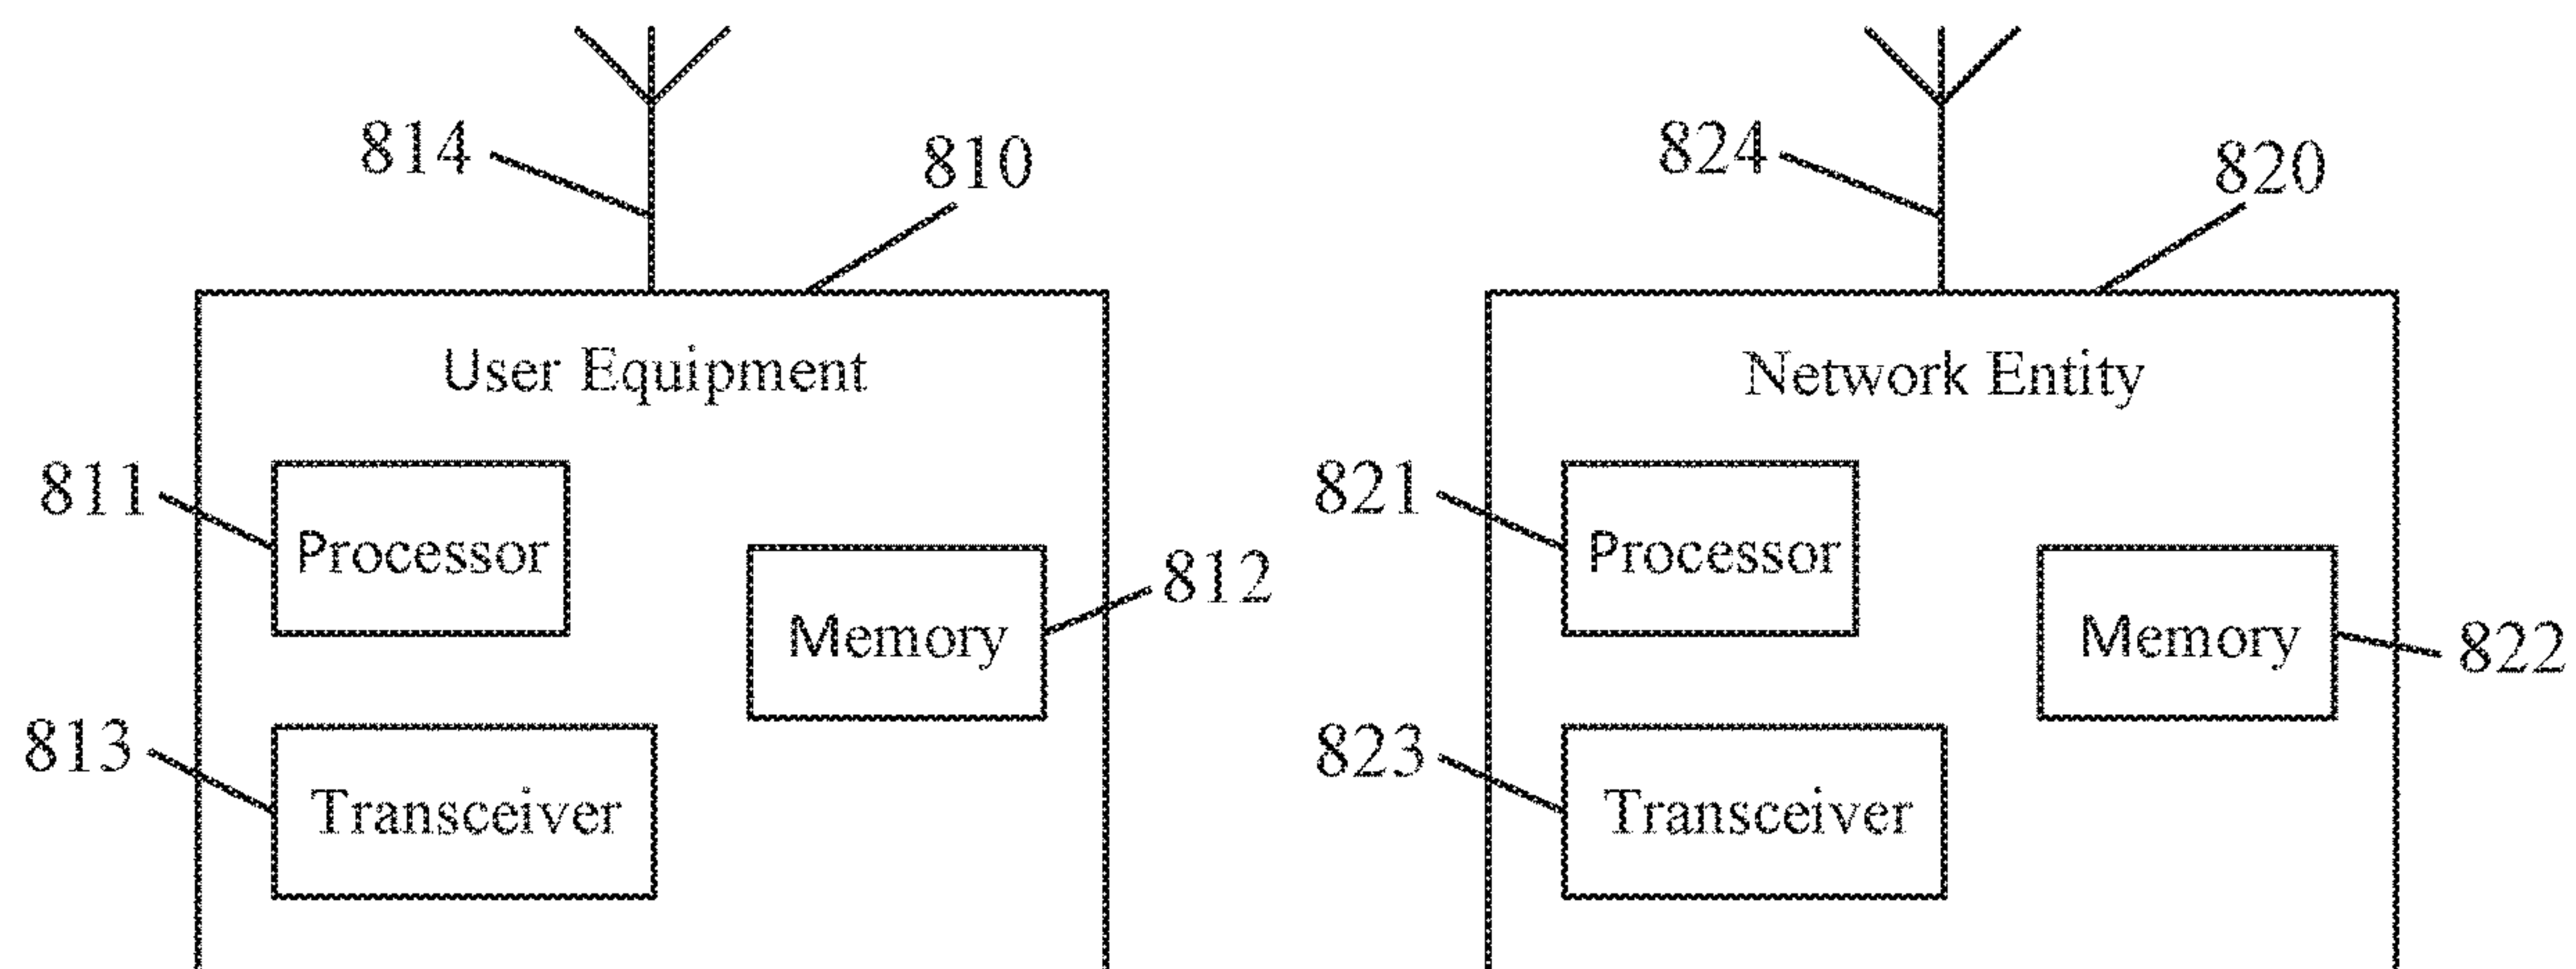 814
810
User Equipment
811
Processor
812
Memory
813
Transceiver
824
820
Network Entity
821
Processor
822
Memory
823
Transceiver